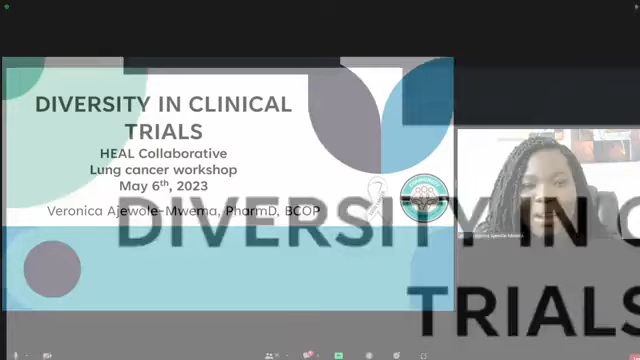 DIVERSITY IN CLINICAL
TRIALS
HEAL Collaborative
Lung cancer workshop
May 6th, 2023
Veronica Ajewole-Mwema, PharmD, BCOP
DIVERSITY IN C
TRIALS